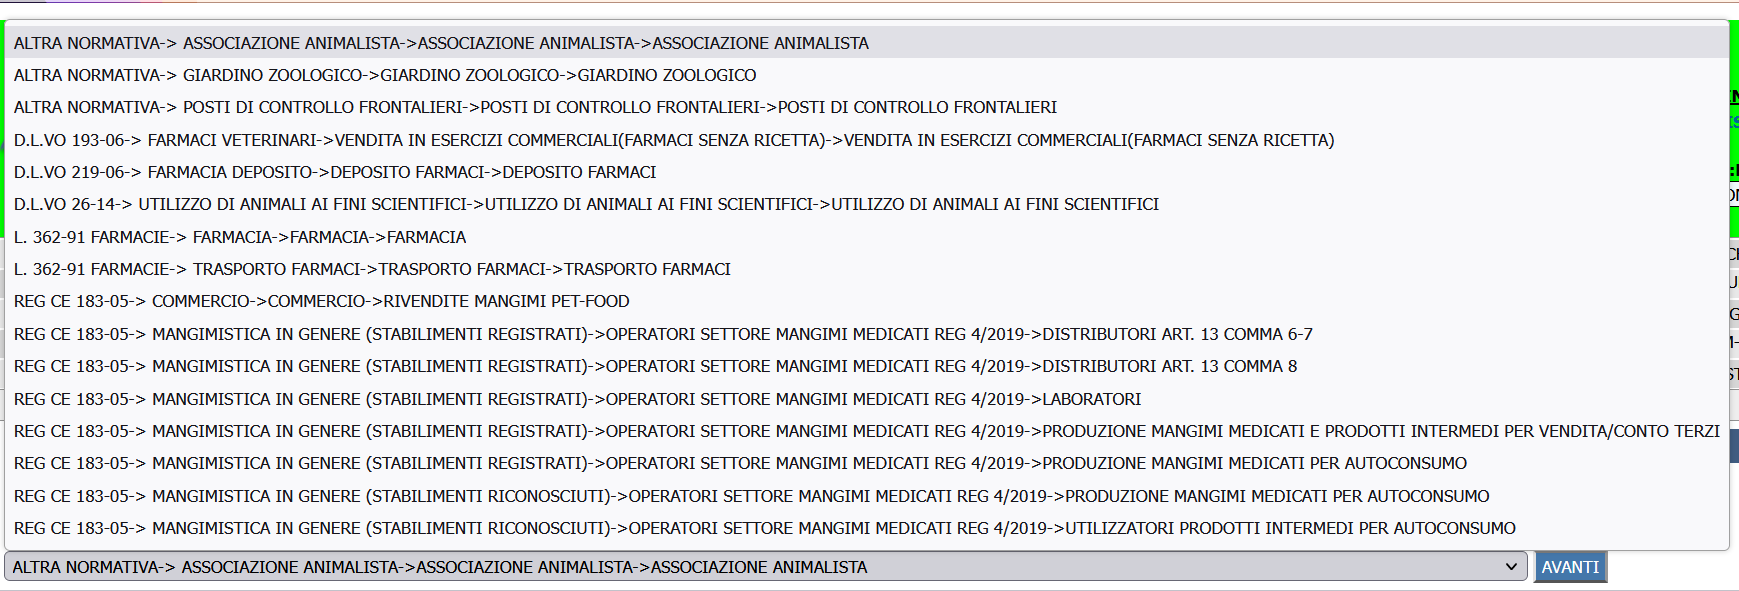 ALTRA NORMATIVA-> ASSOCIAZIONE ANIMALISTA->ASSOCIAZIONE ANIMALISTA->ASSOCIAZIONE ANIMALISTA
ALTRA NORMATIVA-> GIARDINO ZOOLOGICO->GIARDINO ZOOLOGICO->GIARDINO ZOOLOGICO
ALTRA NORMATIVA-> POSTI DI CONTROLLO FRONTALIERI->POSTI DI CONTROLLO FRONTALIERI->POSTI DI CONTROLLO FRONTALIERI
D.L.VO 193-06-> FARMACI VETERINARI->VENDITA IN ESERCIZI COMMERCIALI(FARMACI SENZA RICETTA)->VENDITA IN ESERCIZI COMMERCIALI(FARMACI SENZA RICETTA)
D.L.VO 219-06-> FARMACIA DEPOSITO->DEPOSITO FARMACI->DEPOSITO FARMACI
D.L.VO 26-14-> UTILIZZO DI ANIMALI AI FINI SCIENTIFICI->UTILIZZO DI ANIMALI AI FINI SCIENTIFICI->UTILIZZO DI ANIMALI AI FINI SCIENTIFICI
L. 362-91 FARMACIE-> FARMACIA->FARMACIA->FARMACIA
L. 362-91 FARMACIE-> TRASPORTO FARMACI->TRASPORTO FARMACI->TRASPORTO FARMACI
REG CE 183-05-> COMMERCIO->COMMERCIO->RIVENDITE MANGIMI PET-FOOD
REG CE 183-05-> MANGIMISTICA IN GENERE (STABILIMENTI REGISTRATI)->OPERATORI SETTORE MANGIMI MEDICATI REG 4/2019->DISTRIBUTORI ART. 13 COMMA 6-7
REG CE 183-05-> MANGIMISTICA IN GENERE (STABILIMENTI REGISTRATI)->OPERATORI SETTORE MANGIMI MEDICATI REG 4/2019->DISTRIBUTORI ART. 13 COMMA 8
REG CE 183-05-> MANGIMISTICA IN GENERE (STABILIMENTI REGISTRATI)->OPERATORI SETTORE MANGIMI MEDICATI REG 4/2019->LABORATORI
REG CE 183-05-> MANGIMISTICA IN GENERE (STABILIMENTI REGISTRATI)->OPERATORI SETTORE MANGIMI MEDICATI REG 4/2019->PRODUZIONE MANGIMI MEDICATI E PRODOTTI INTERMEDI PER VENDITA/CONTO TERZI
REG CE 183-05-> MANGIMISTICA IN GENERE (STABILIMENTI REGISTRATI)->OPERATORI SETTORE MANGIMI MEDICATI REG 4/2019->PRODUZIONE MANGIMI MEDICATI PER AUTOCONSUMO
REG CE 183-05-> MANGIMISTICA IN GENERE (STABILIMENTI RICONOSCIUTI)->OPERATORI SETTORE MANGIMI MEDICATI REG 4/2019->PRODUZIONE MANGIMI MEDICATI PER AUTOCONSUMO
REG CE 183-05-> MANGIMISTICA IN GENERE (STABILIMENTI RICONOSCIUTI)->OPERATORI SETTORE MANGIMI MEDICATI REG 4/2019->UTILIZZATORI PRODOTTI INTERMEDI PER AUTOCONSUMO
ALTRA NORMATIVA-> ASSOCIAZIONE ANIMALISTA->ASSOCIAZIONE ANIMALISTA->ASSOCIAZIONE ANIMALISTA AVANTI